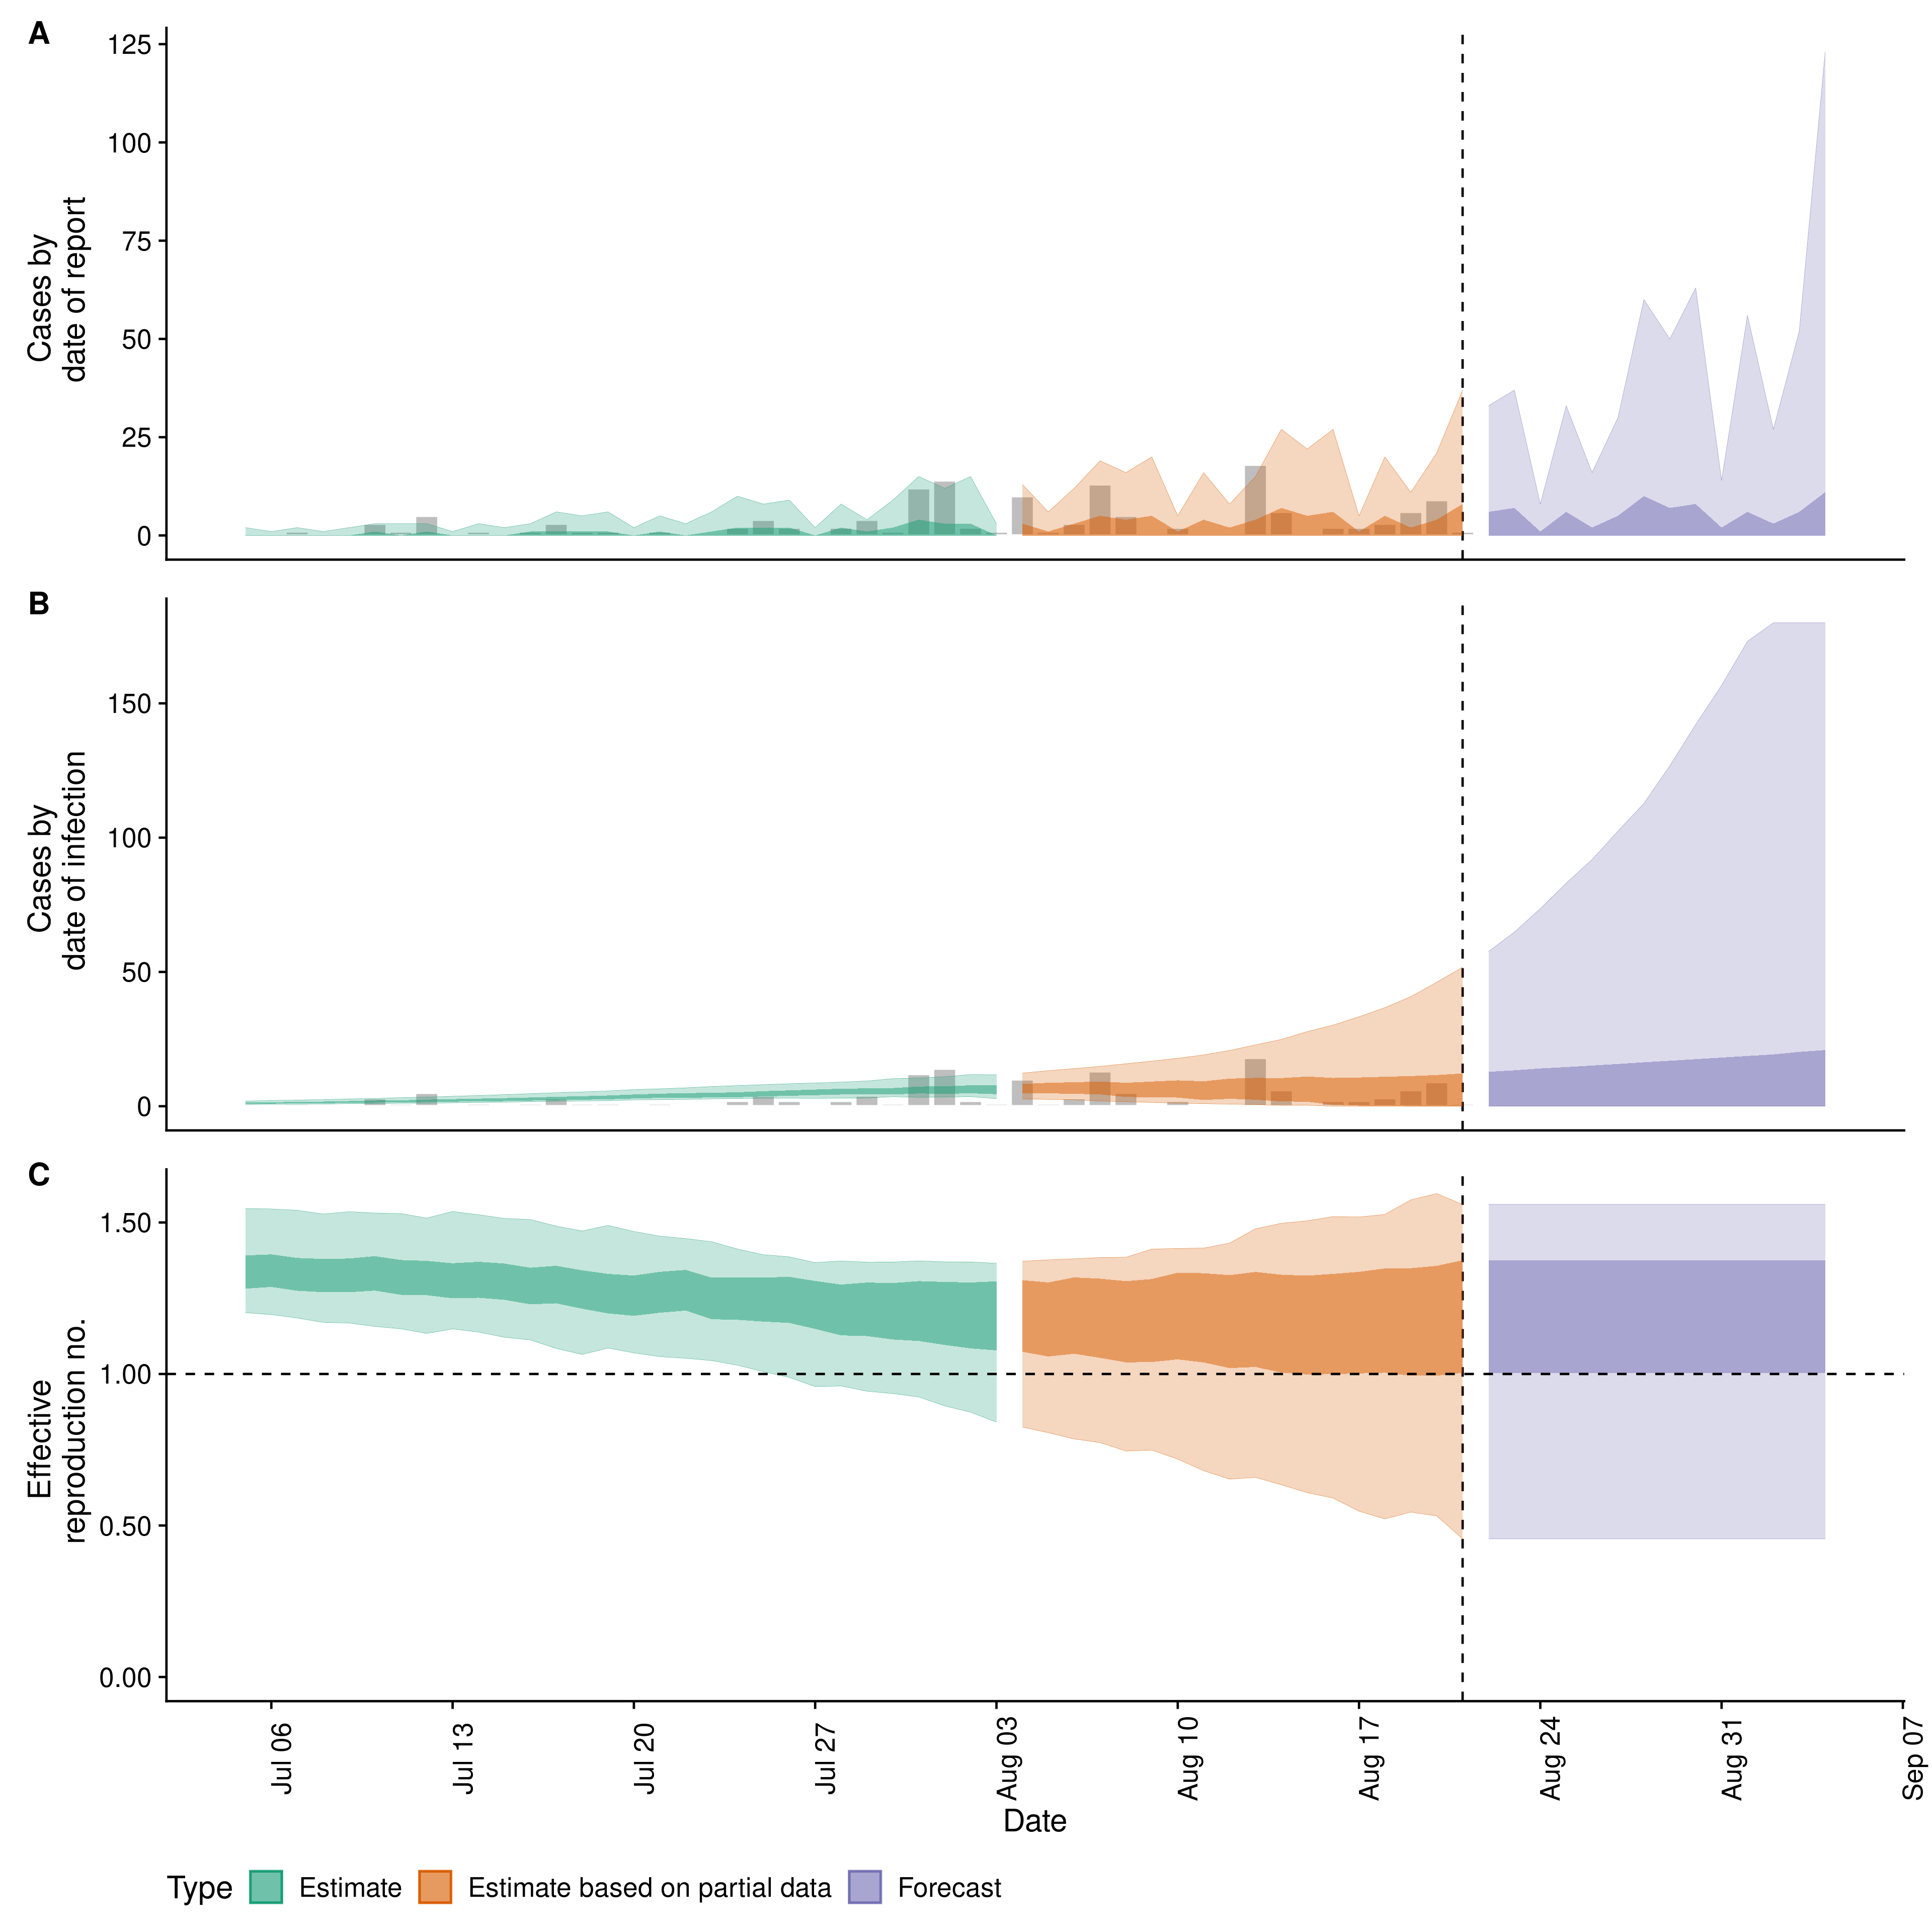 A
Cases by
date of report
125
100
75
50
25
0
B
Cases by
date of infection
150
100
50
0
C
Effective
reproduction no.
1.50
1.00
0.50
0.00
Jul 06
Jul 13
Jul 20
Jul 27
Aug 03
Aug 10
Aug 17
Aug 24
Aug 31
Sep 07
Date
Type Estimate Estimate based on partial data Forecast